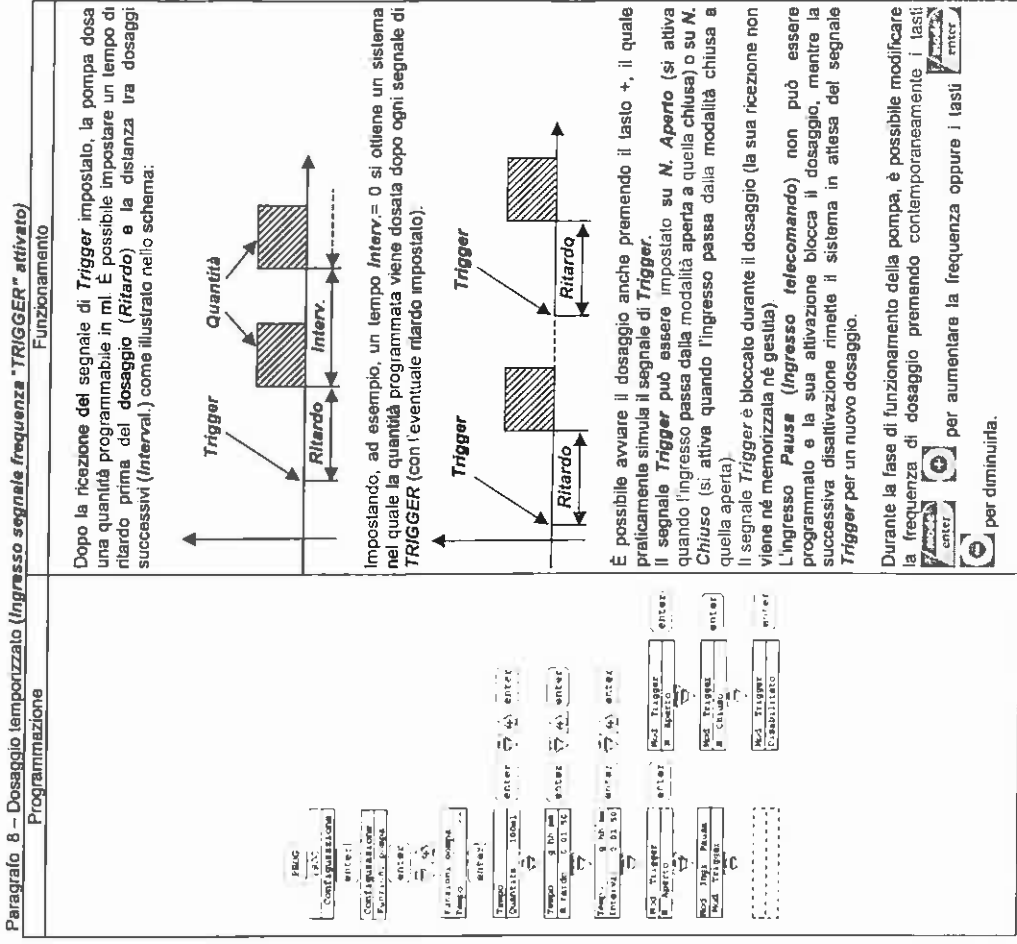 Paragrafo 8 – Dosaggio temporizzato (Ingresso segnale frequenza "TRIGGER" attivato)
Programmazione
Funzionamento
PROG
Configurazione
enter
Configurazione
enter
enter
Tempo
Quantità 100ml
enter
enter
Tempo
enter
enter
enter
enter
Mod Trigger
N Aperto
enter
Mod Trigger
N Aperto
enter
Mod Ingr Pausa
Mod Trigger
Mod Trigger
N Chiuso
enter
Mod Trigger
Disabilitato
enter
Dopo la ricezione del segnale di Trigger impostato, la pompa dosa
una quantità programmabile in ml. È possibile impostare un tempo di
ritardo prima del dosaggio (Ritardo) e la distanza tra dosaggi
successivi (Interval.) come illustrato nello schema:
Trigger
Quantità
Ritardo
Interv.
Impostando, ad esempio, un tempo Interv.= 0 si ottiene un sistema
nel quale la quantità programmata viene dosata dopo ogni segnale di
TRIGGER (con l'eventuale ritardo impostato).
Trigger
Trigger
Ritardo
Ritardo
È possibile avviare il dosaggio anche premendo il tasto +, il quale
praticamente simula il segnale di Trigger.
Il segnale Trigger può essere impostato su N. Aperto (si attiva
quando l'ingresso passa dalla modalità aperta a quella chiusa) o su N.
Chiuso (si attiva quando l'ingresso passa dalla modalità chiusa a
quella aperta).
Il segnale Trigger è bloccato durante il dosaggio (la sua ricezione non
viene né memorizzata né gestita).
L'ingresso Pausa (Ingresso telecomando) non può essere
programmato e la sua attivazione blocca il dosaggio, mentre la
successiva disattivazione rimette il sistema in attesa del segnale
Trigger per un nuovo dosaggio.
Durante la fase di funzionamento della pompa, è possibile modificare
la frequenza di dosaggio premendo contemporaneamente i tasti
mode enter + per aumentare la frequenza oppure i tasti mode enter
- per diminuirla.